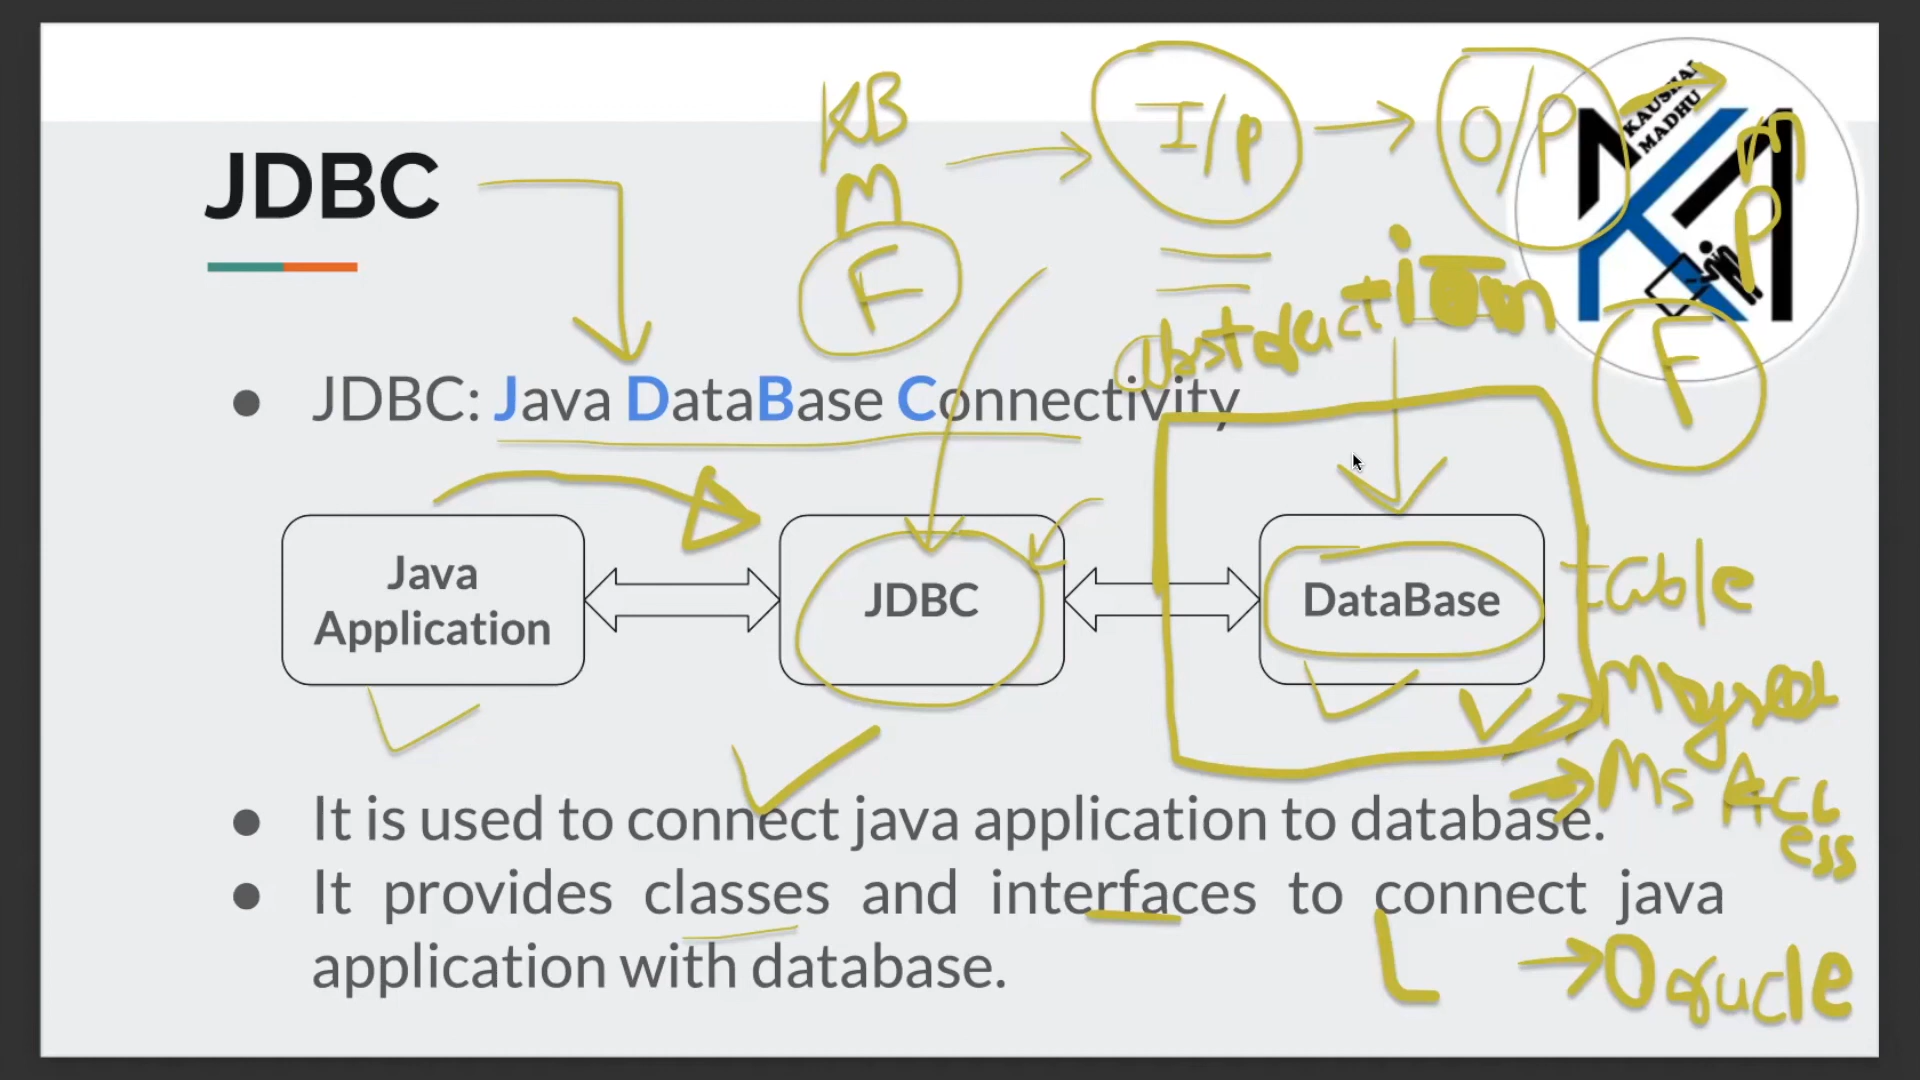 KB
M
F
I/p
O/P
m
P
F
KAUSHAL
MADHU
JDBC
abstraction
JDBC: Java DataBase Connectivity
Java
Application
JDBC
DataBase
table
Ms Access
It is used to connect java application to database.
It provides classes and interfaces to connect java
application with database.
Oracle